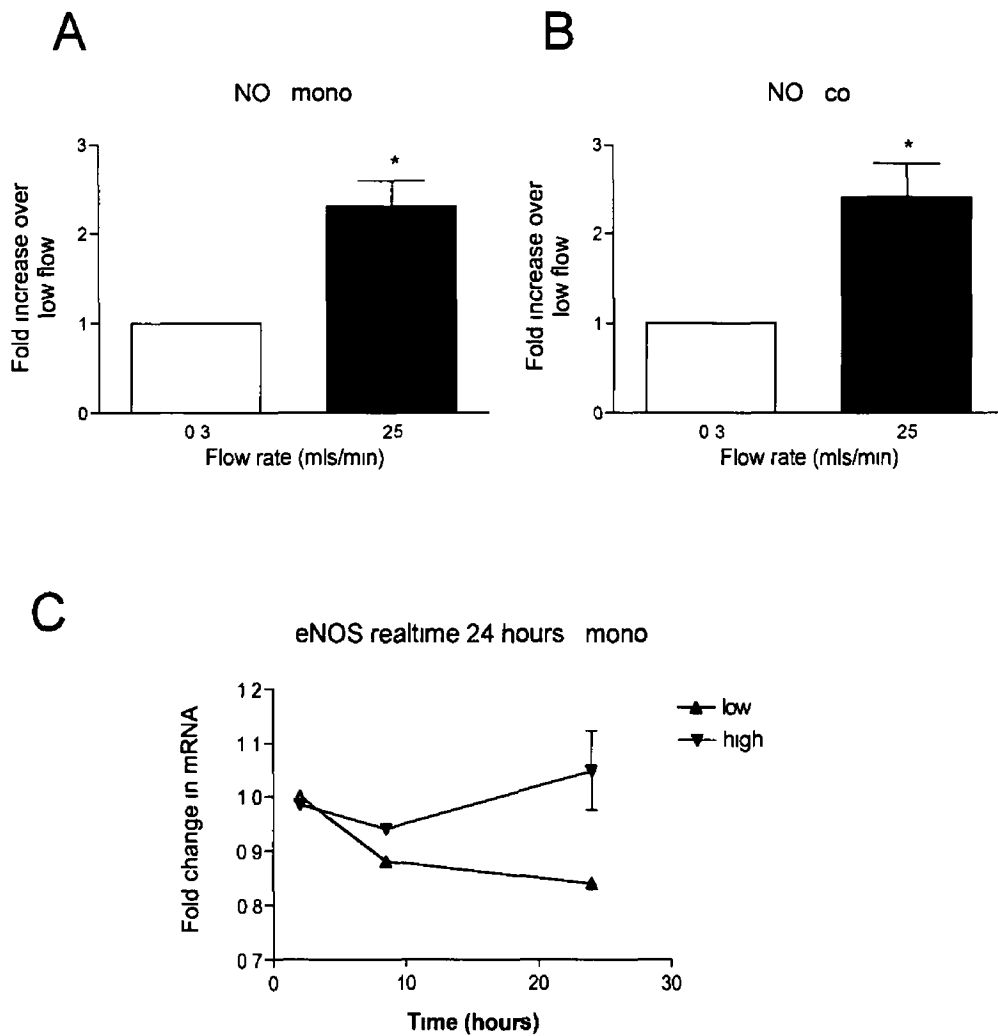 A
NO mono
Fold increase over
low flow
3
2
1
0
*
0 3
25
Flow rate (mls/min)
B
NO co
Fold increase over
low flow
3
2
1
0
*
0 3
25
Flow rate (mls/min)
C
eNOS realtime 24 hours mono
Fold change in mRNA
1 2
1 1
1 0
0 9
0 8
0 7
0
10
20
30
Time (hours)
low
high